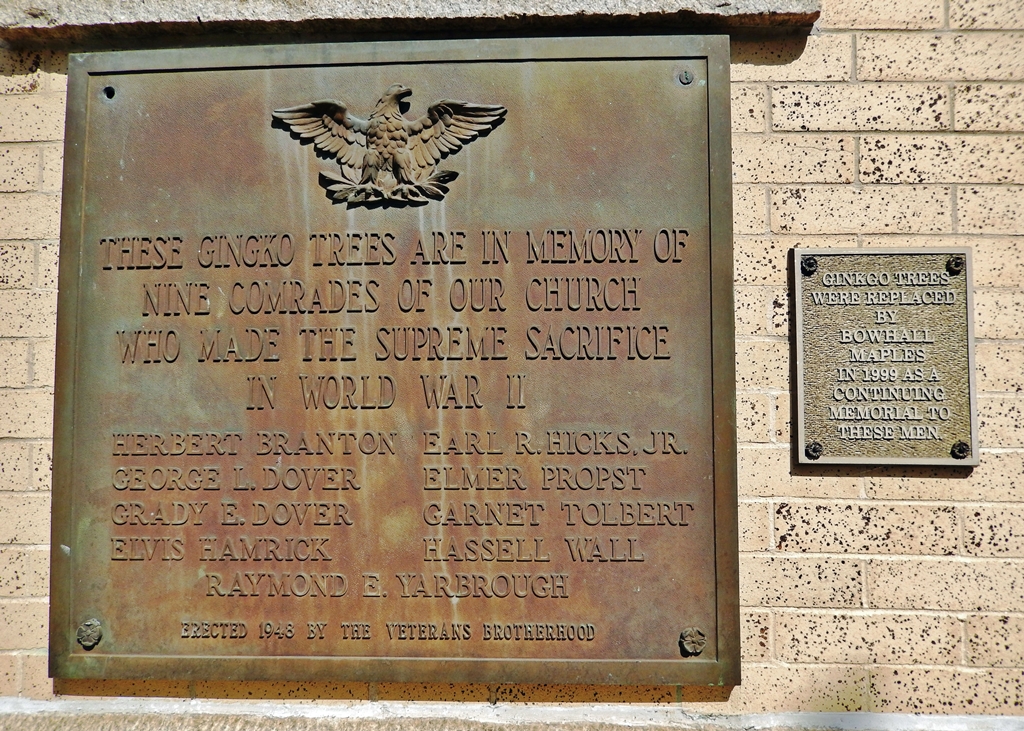 THESE GINGKO TREES ARE IN MEMORY OF
NINE COMRADES OF OUR CHURCH
WHO MADE THE SUPREME SACRIFICE
IN WORLD WAR II
HERBERT BRANTON EARL R. HICKS, JR.
GEORGE L. DOVER ELMER PROPST
GRADY E. DOVER GARNET TOLBERT
ELVIS HAMRICK HASSELL WALL
RAYMOND E. YARBROUGH
ERECTED 1948 BY THE VETERANS BROTHERHOOD
GINKGO TREES
WERE REPLACED
BY
BOWHALL
MAPLES
IN 1999 AS A
CONTINUING
MEMORIAL TO
THESE MEN.